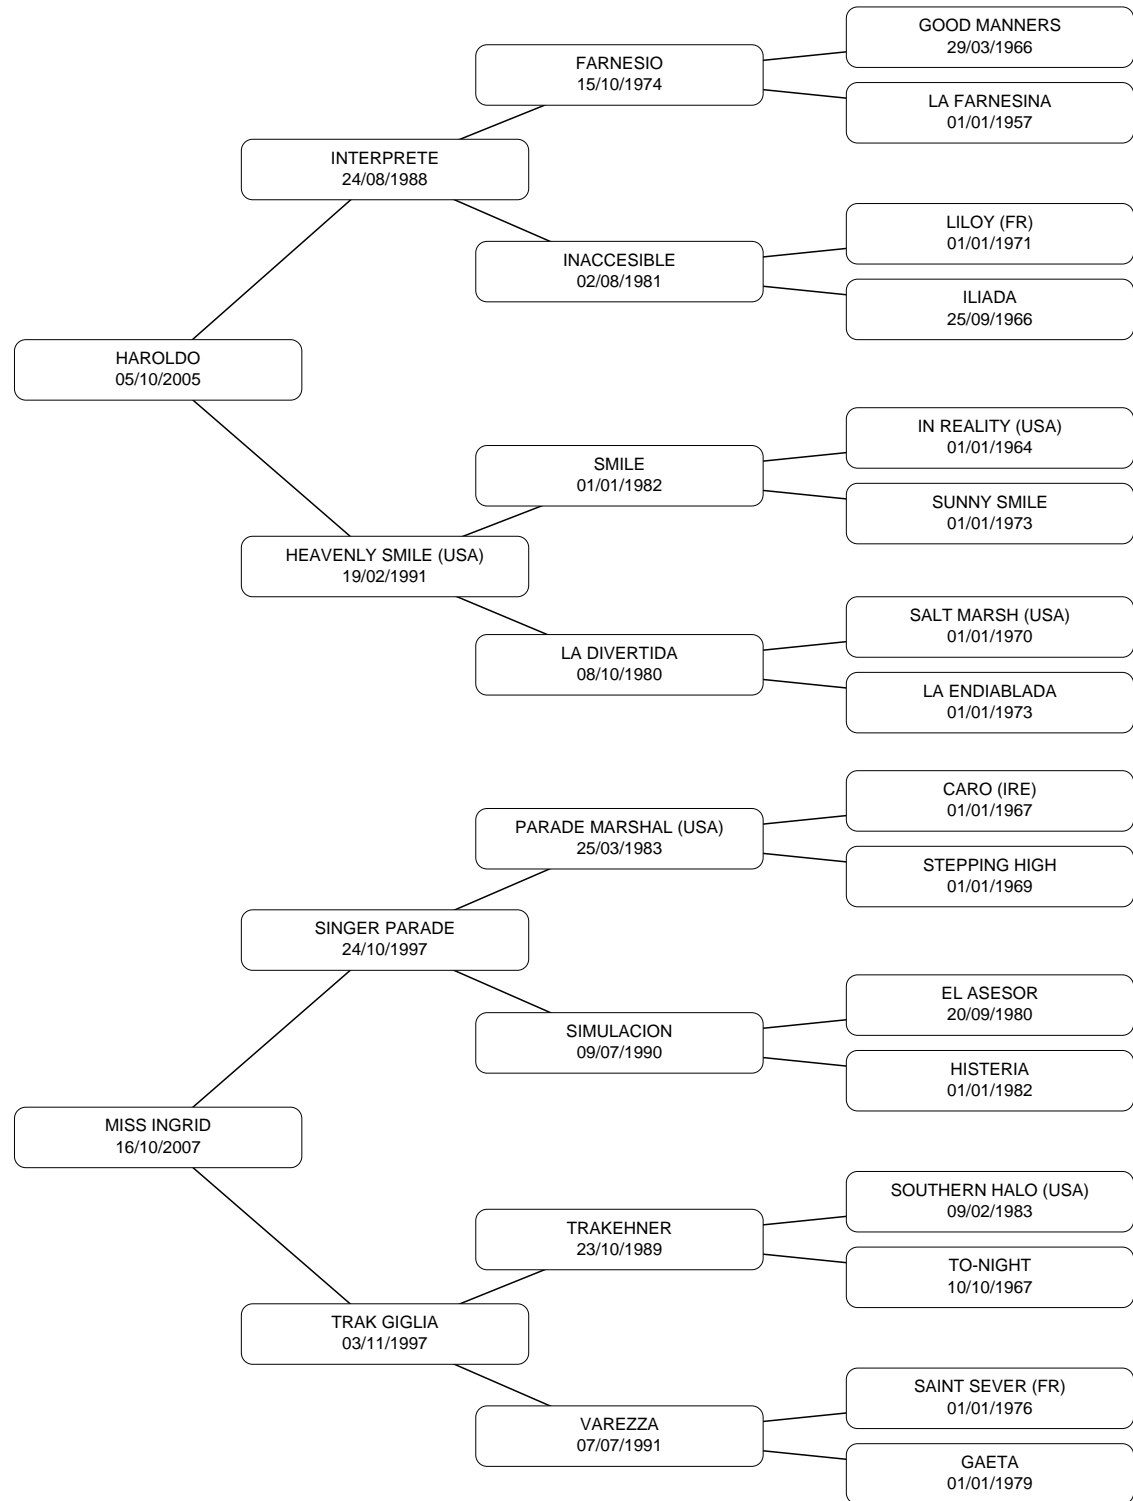 GOOD MANNERS
29/03/1966
FARNESIO
15/10/1974
LA FARNESINA
01/01/1957
INTERPRETE
24/08/1988
LILOY (FR)
01/01/1971
INACCESIBLE
02/08/1981
ILIADA
25/09/1966
HAROLDO
05/10/2005
IN REALITY (USA)
01/01/1964
SMILE
01/01/1982
SUNNY SMILE
01/01/1973
HEAVENLY SMILE (USA)
19/02/1991
SALT MARSH (USA)
01/01/1970
LA DIVERTIDA
08/10/1980
LA ENDIABLADA
01/01/1973
CARO (IRE)
01/01/1967
PARADE MARSHAL (USA)
25/03/1983
STEPPING HIGH
01/01/1969
SINGER PARADE
24/10/1997
EL ASESOR
20/09/1980
SIMULACION
09/07/1990
HISTERIA
01/01/1982
MISS INGRID
16/10/2007
SOUTHERN HALO (USA)
09/02/1983
TRAKEHNER
23/10/1989
TO-NIGHT
10/10/1967
TRAK GIGLIA
03/11/1997
SAINT SEVER (FR)
01/01/1976
VAREZZA
07/07/1991
GAETA
01/01/1979